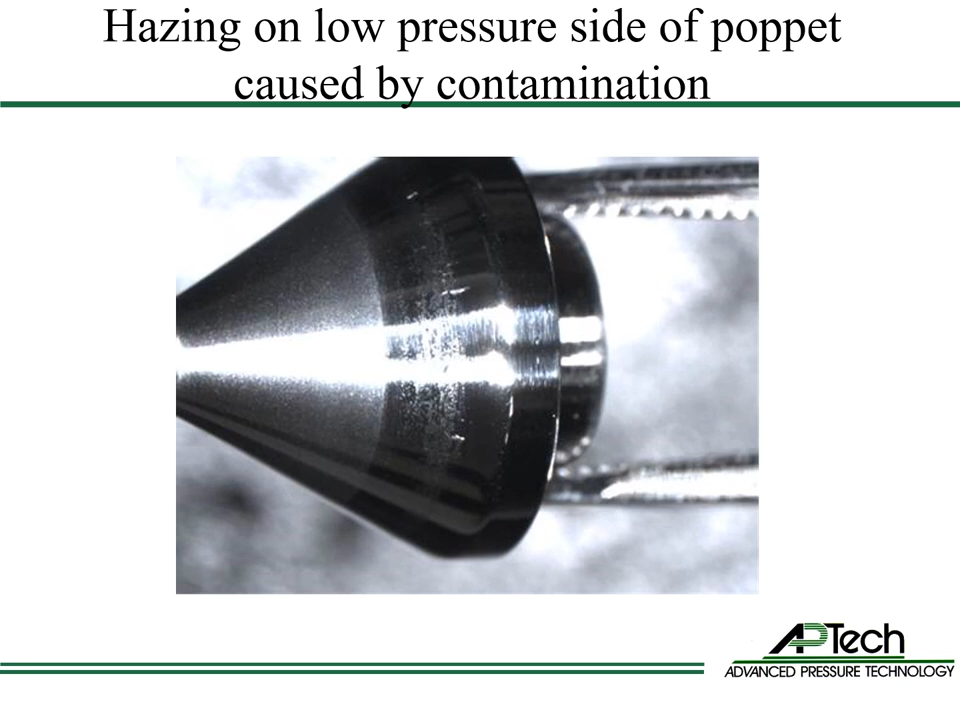 Hazing on low pressure side of poppet
caused by contamination
APTech
ADVANCED PRESSURE TECHNOLOGY